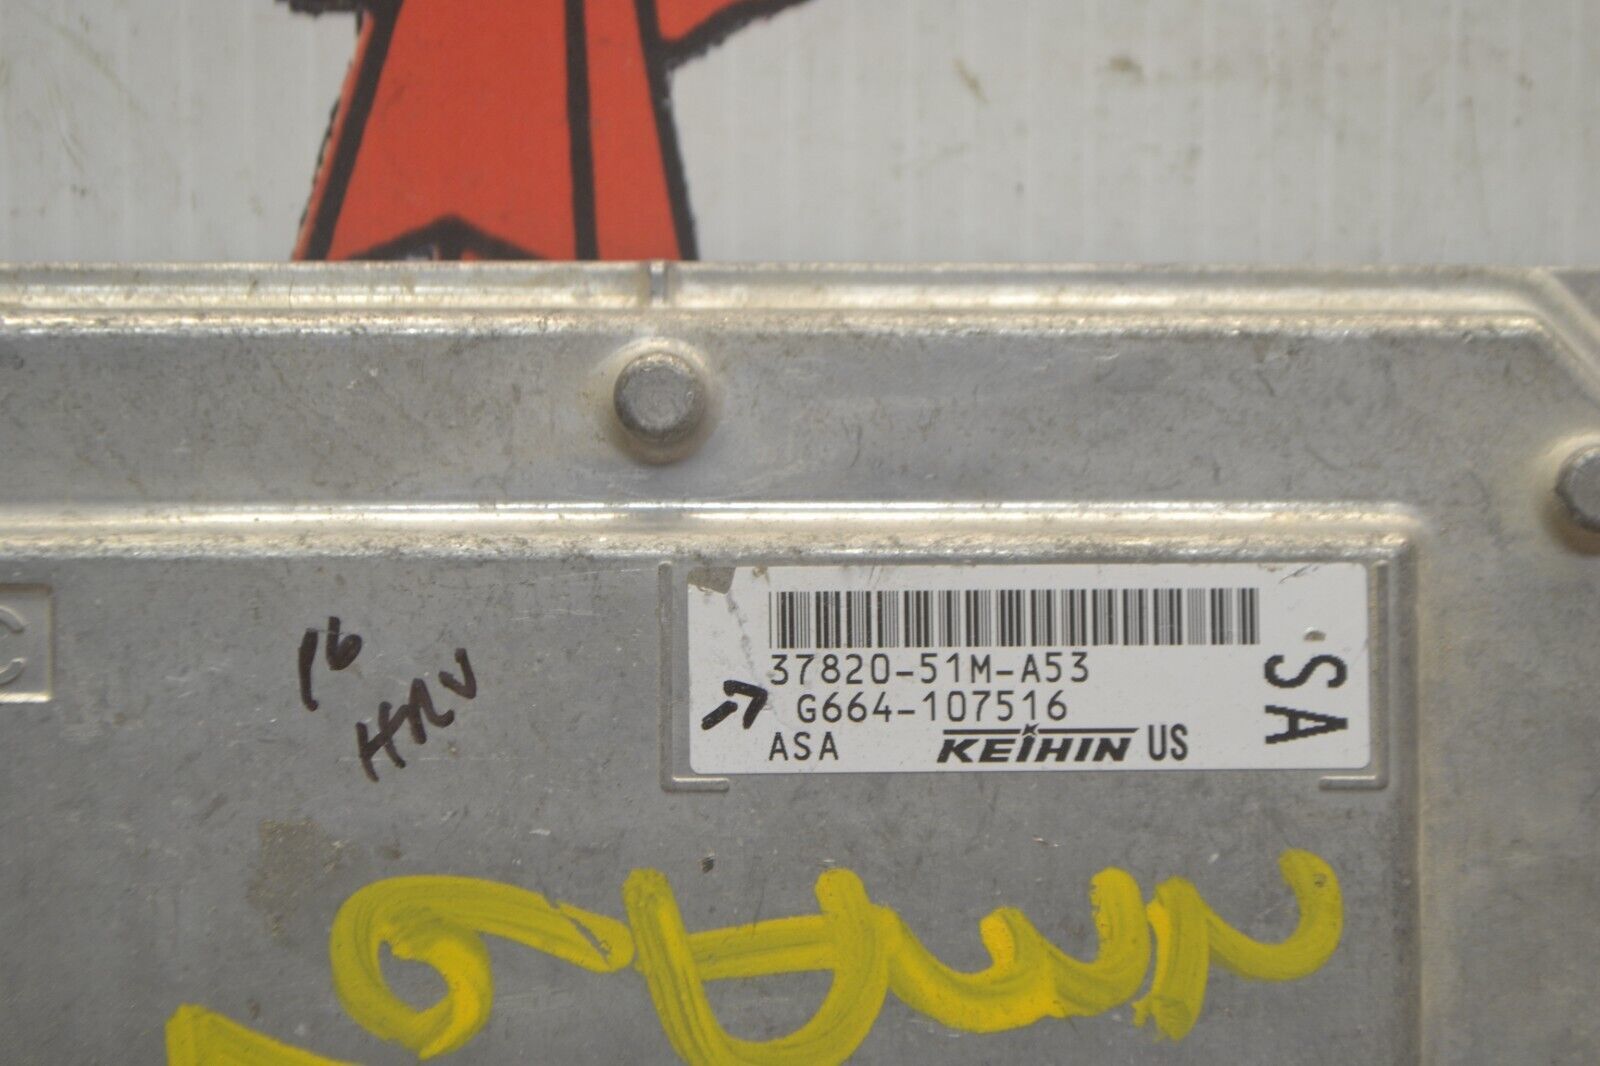 C
16
HRV
37820-51M-A53
G664-107516
ASA KEIHIN US
SA